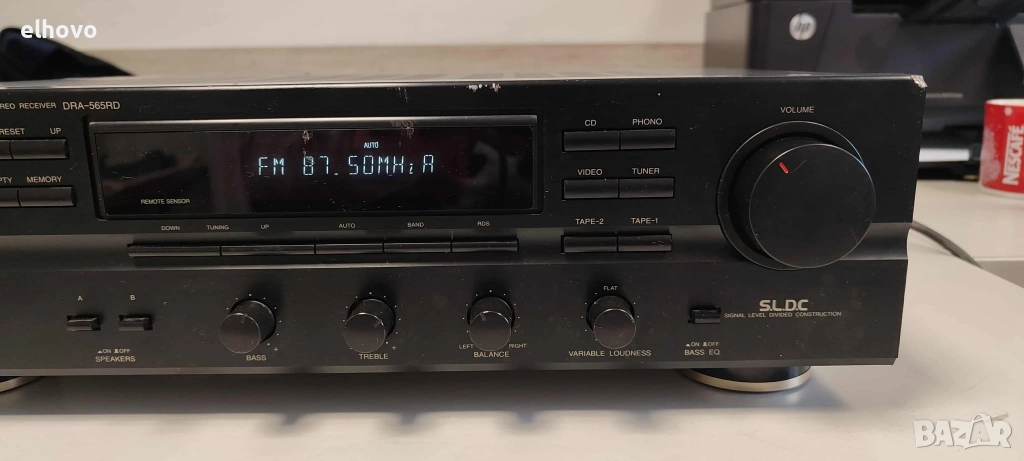 elhovo
hp
REO RECEIVER DRA-565RD
RESET UP
PTY MEMORY
AUTO
FM 87.50MHz A
REMOTE SENSOR
CD PHONO
VIDEO TUNER
TAPE-2 TAPE-1
VOLUME
NESCAFÉ
DOWN TUNING UP AUTO BAND RDS
A B
ON OFF
SPEAKERS
BASS +
TREBLE +
LEFT RIGHT
BALANCE
FLAT
VARIABLE LOUDNESS
ON OFF
BASS EQ
S.L.D.C
SIGNAL LEVEL DIVIDED CONSTRUCTION
BAZAR